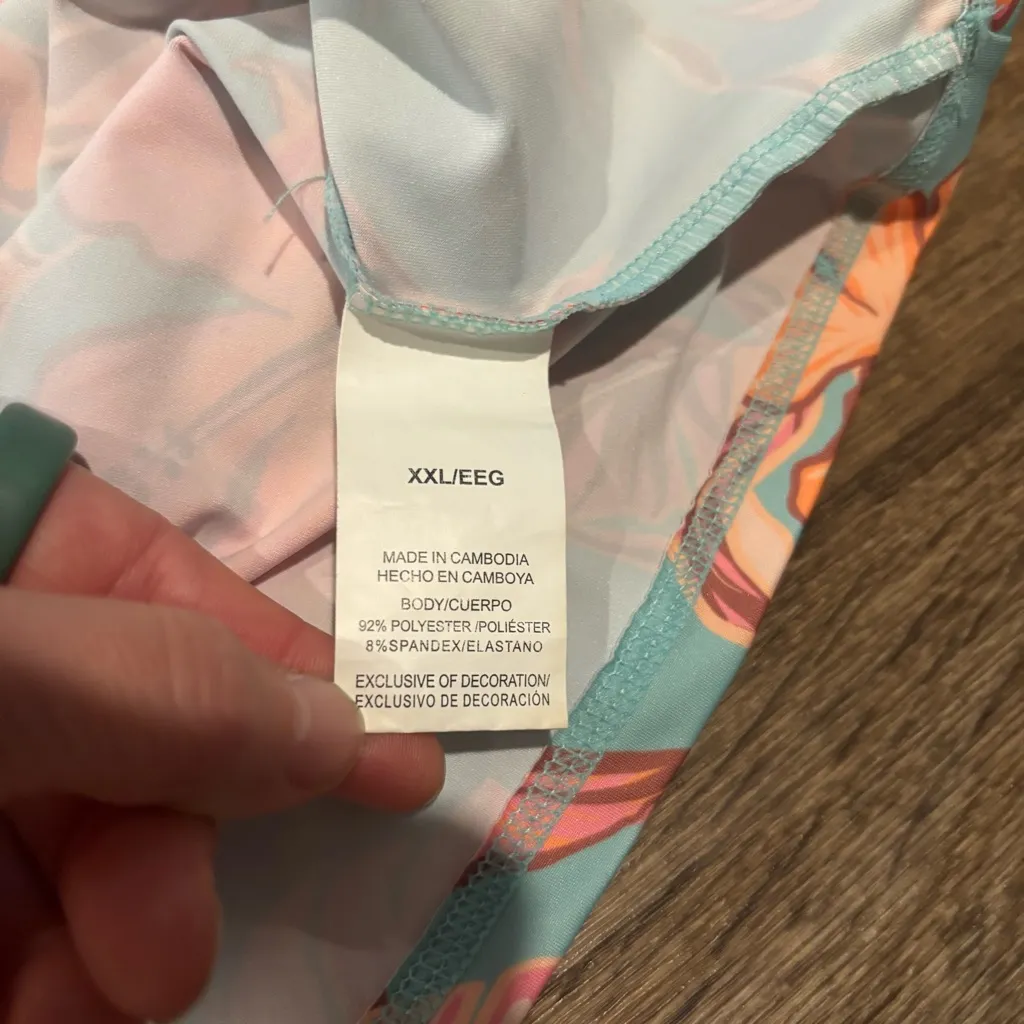 XXL/EEG
MADE IN CAMBODIA
HECHO EN CAMBOYA
BODY/CUERPO
92% POLYESTER /POLIÉSTER
8%SPANDEX/ELASTANO
EXCLUSIVE OF DECORATION/
EXCLUSIVO DE DECORACIÓN